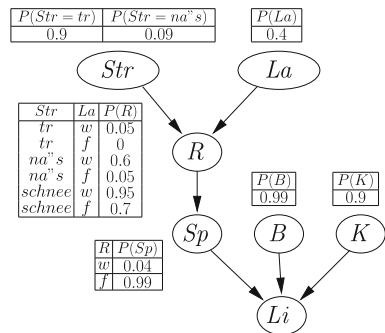 P(Str = tr) P(Str = na"s)
0.9 0.09
P(La)
0.4
Str
La
Str La P(R)
tr w 0.05
tr f 0
na"s w 0.6
na"s f 0.05
schnee w 0.95
schnee f 0.7
R
P(B)
0.99
P(K)
0.9
R P(Sp)
w 0.04
f 0.99
Sp
B
K
Li